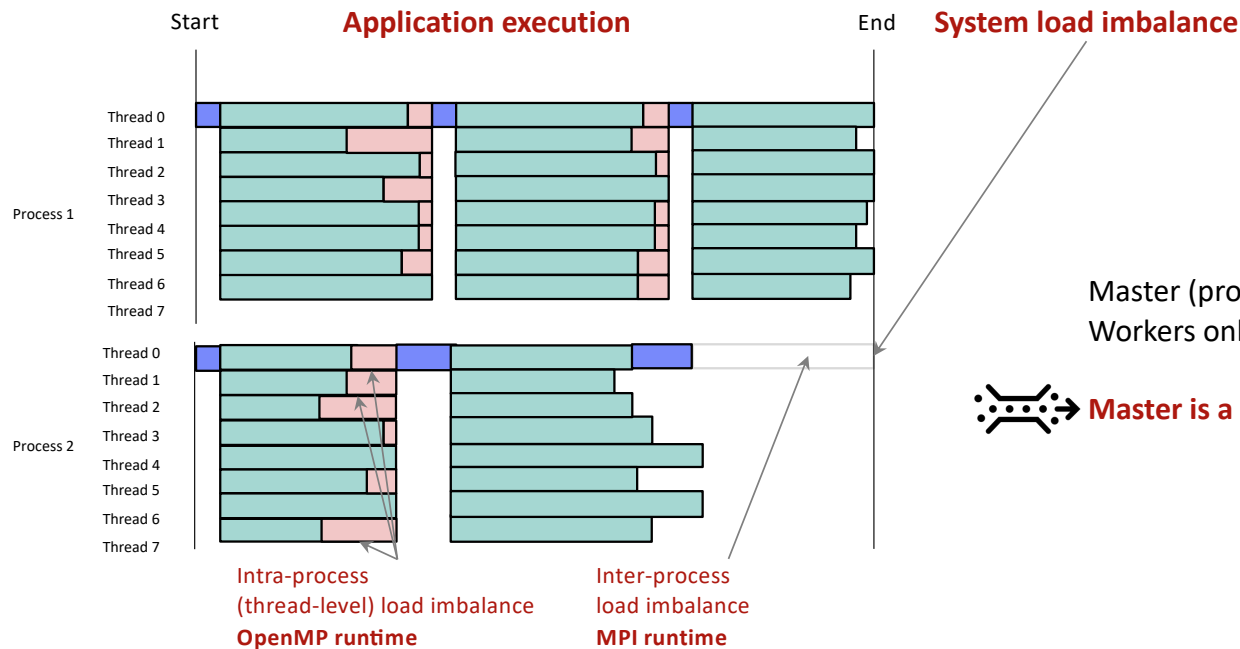 Start
Application execution
End
System load imbalance
Process 1
Thread 0
Thread 1
Thread 2
Thread 3
Thread 4
Thread 5
Thread 6
Thread 7
Master (pro
Workers onl
Process 2
Thread 0
Thread 1
Thread 2
Thread 3
Thread 4
Thread 5
Thread 6
Thread 7
Master is a
Intra-process
(thread-level) load imbalance
OpenMP runtime
Inter-process
load imbalance
MPI runtime